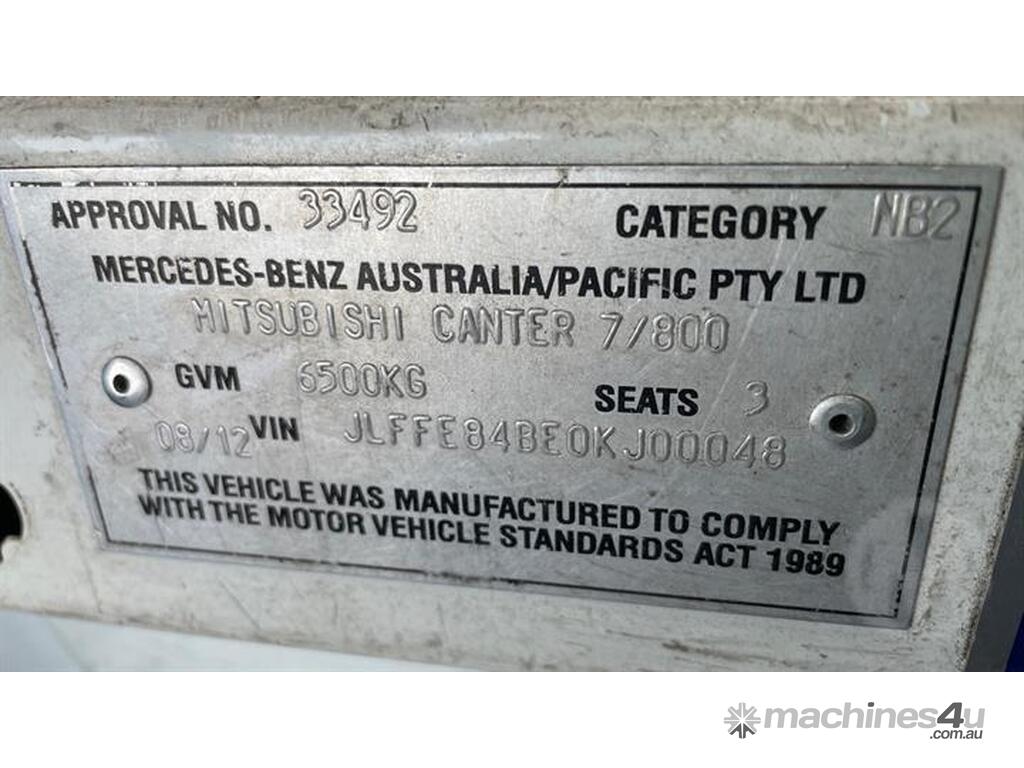 APPROVAL NO. 33492 CATEGORY NB2
MERCEDES-BENZ AUSTRALIA/PACIFIC PTY LTD
MITSUBISHI CANTER 7/800
GVM 6500KG SEATS 3
08/12 VIN JLFFE84BE0KJ00048
THIS VEHICLE WAS MANUFACTURED TO COMPLY
WITH THE MOTOR VEHICLE STANDARDS ACT 1989
machines4u
.com.au